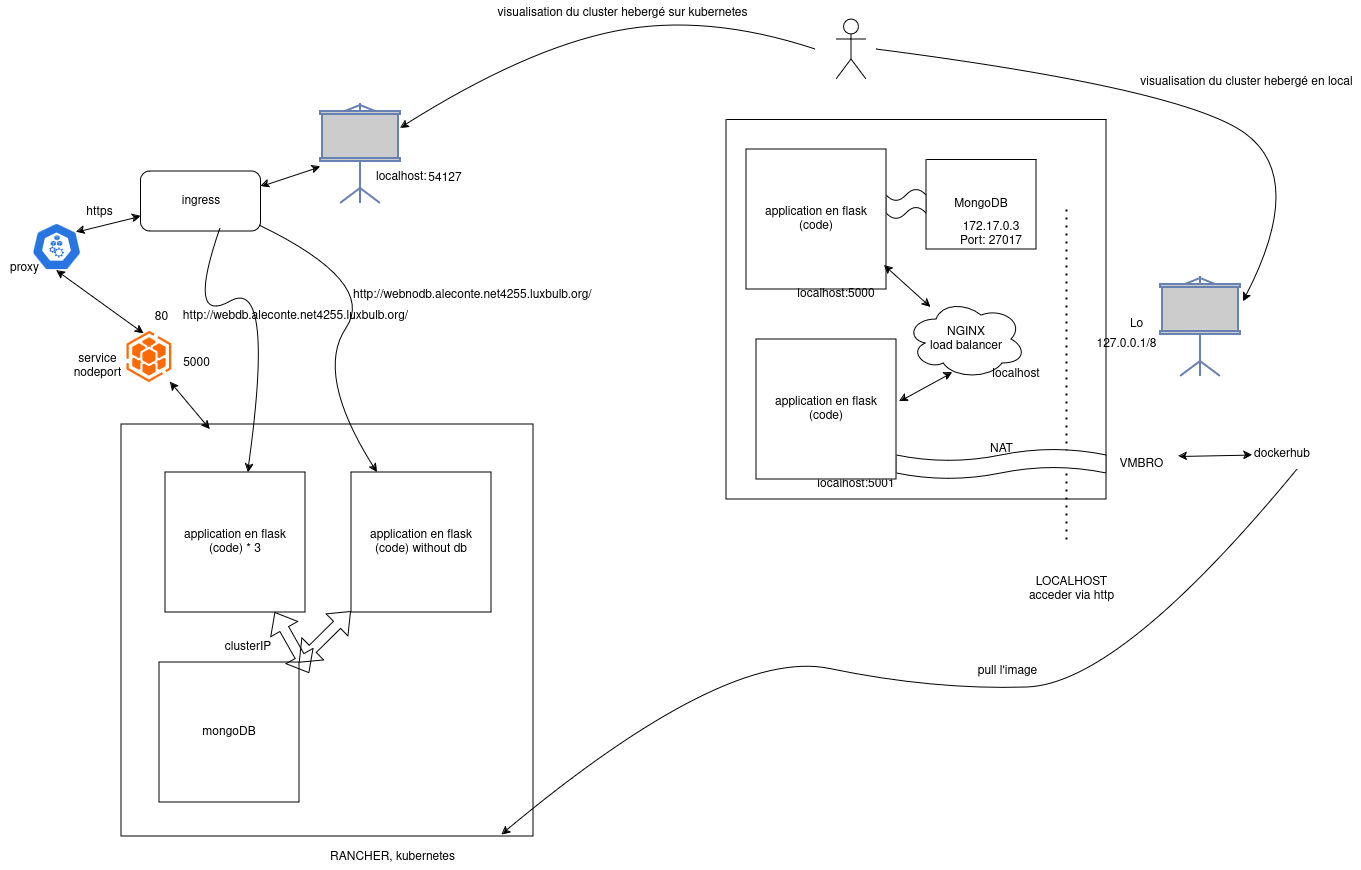 visualisation du cluster hebergé sur kubernetes
visualisation du cluster hebergé en local
localhost: 54127
ingress
https
proxy
80
http://webnodb.aleconte.net4255.luxbulb.org/
http://webdb.aleconte.net4255.luxbulb.org/
service
nodeport
5000
application en flask
(code) * 3
application en flask
(code) without db
clusterIP
mongoDB
RANCHER, kubernetes
application en flask
(code)
localhost:5000
MongoDB
172.17.0.3
Port: 27017
NGINX
load balancer
localhost
application en flask
(code)
localhost:5001
NAT
Lo
127.0.0.1/8
VMBRO
dockerhub
LOCALHOST
acceder via http
pull l'image